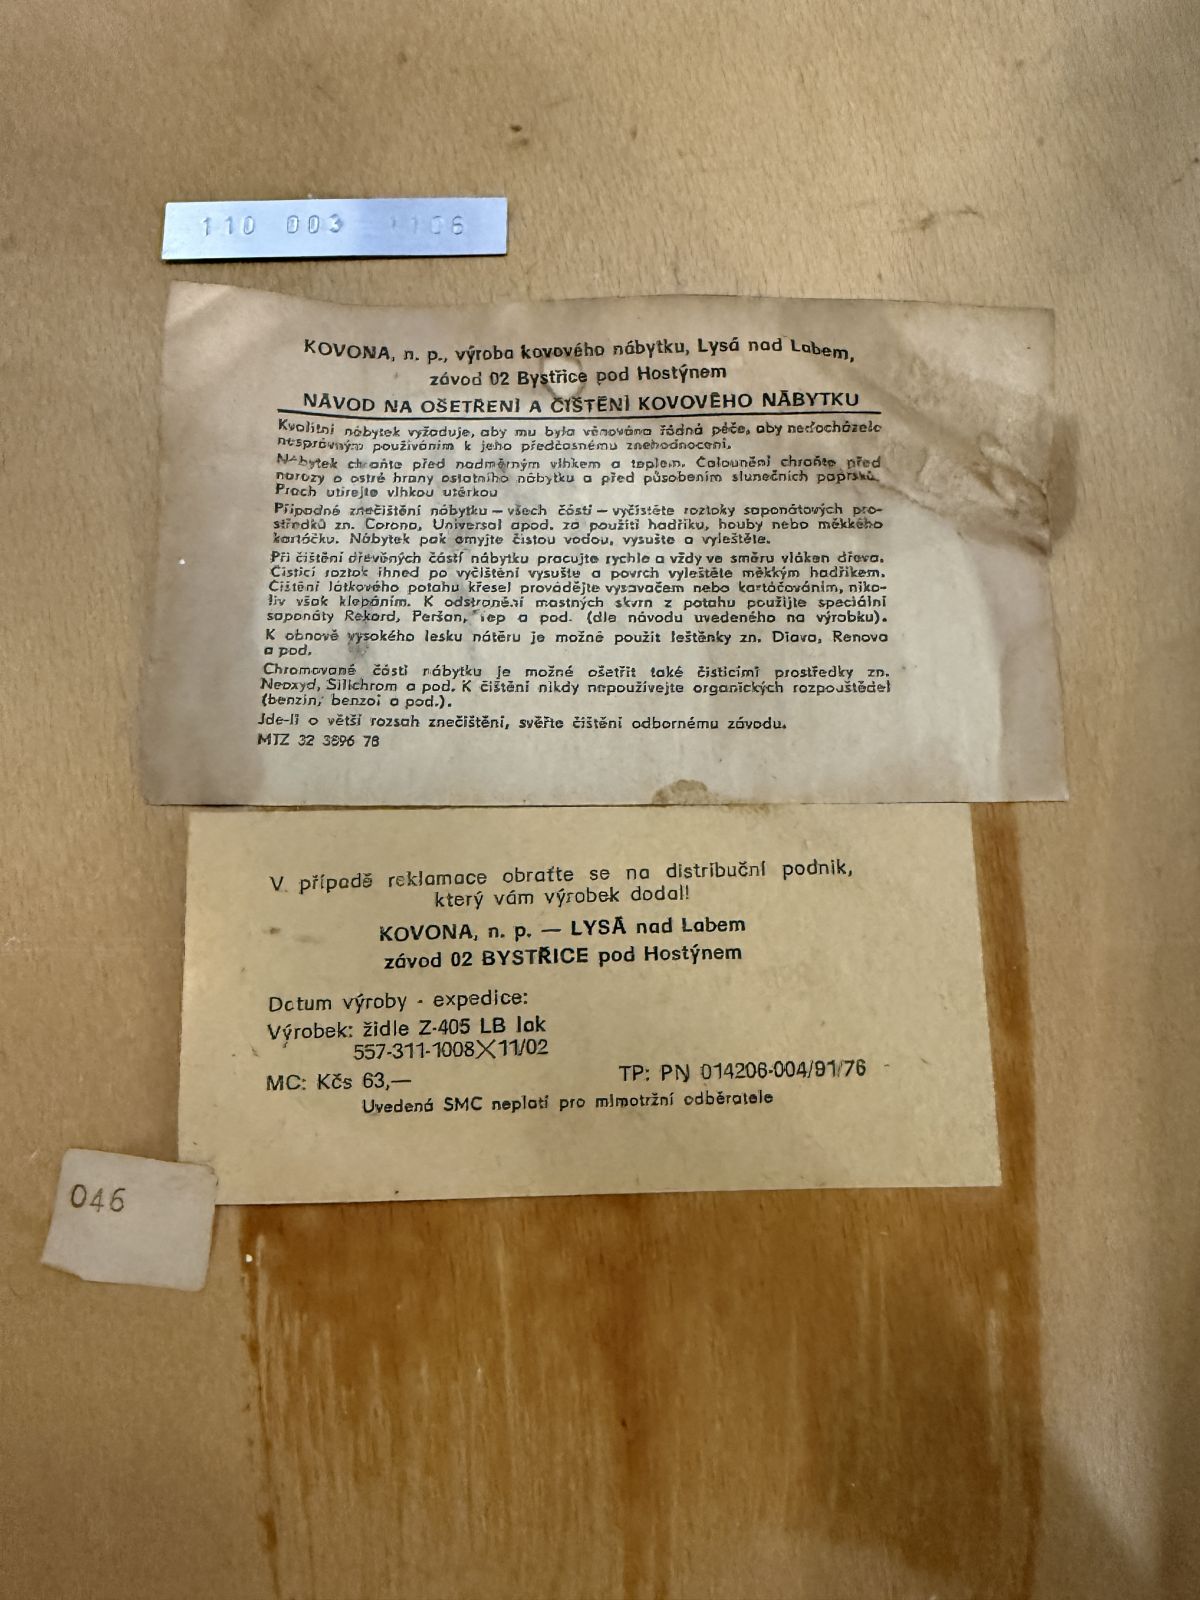 110 003 1106
KOVONA, n. p., výroba kovového nábytku, Lysá nad Labem,
závod 02 Bystřice pod Hostýnem
NÁVOD NA OŠETŘENÍ A ČIŠTĚNÍ KOVOVÉHO NÁBYTKU
Kvalitní nábytek vyžaduje, aby mu byla věnována řádná péče, aby nedocházelo
nesprávným používáním k jeho předčasnému znehodnocení.
Nábytek chraňte před nadměrným vlhkem a teplem. Čalounění chraňte před
narazy o ostré hrany ostatního nábytku a před působením slunečních paprsků.
Prach utírejte vlhkou utěrkou
Případné znečištění nábytku — všech částí — vyčistěte roztoky saponátových pro-
středků zn. Corona, Universal apod. za použití hadříku, houby nebo měkkého
kartáčku. Nábytek pak omyjte čistou vodou, vysušte a vyleštěte.
Při čištění dřevěných částí nábytku pracujte rychle a vždy ve směru vláken dřeva.
Čisticí roztok ihned po vyčištění vysušte a povrch vyleštěte měkkým hadříkem.
Čištění látkového potahu křesel provádějte vysavačem nebo kartáčováním, niko-
liv však klepáním. K odstranění mastných skvrn z potahu použijte speciální
saponáty Rekord, Peršan, Jep a pod. (dle návodu uvedeného na výrobku).
K obnově vysokého lesku nátěru je možné použít leštěnky zn. Diava, Renova
a pod.
Chromované části nábytku je možné ošetřit také čisticími prostředky zn.
Neoxyd, Silichrom a pod. K čištění nikdy nepoužívejte organických rozpouštědel
(benzin, benzol a pod.).
Jde-li o větší rozsah znečištění, svěřte čištění odbornému závodu.
MTZ 32 3896 78
V případě reklamace obraťte se na distribuční podnik,
který vám výrobek dodal!
KOVONA, n. p. — LYSÁ nad Labem
závod 02 BYSTŘICE pod Hostýnem
Datum výroby - expedice:
Výrobek: židle Z-405 LB lak
557-311-1008X11/02
MC: Kčs 63,— TP: PN 014206-004/91/76
Uvedená SMC neplatí pro mimotržní odběratele
046